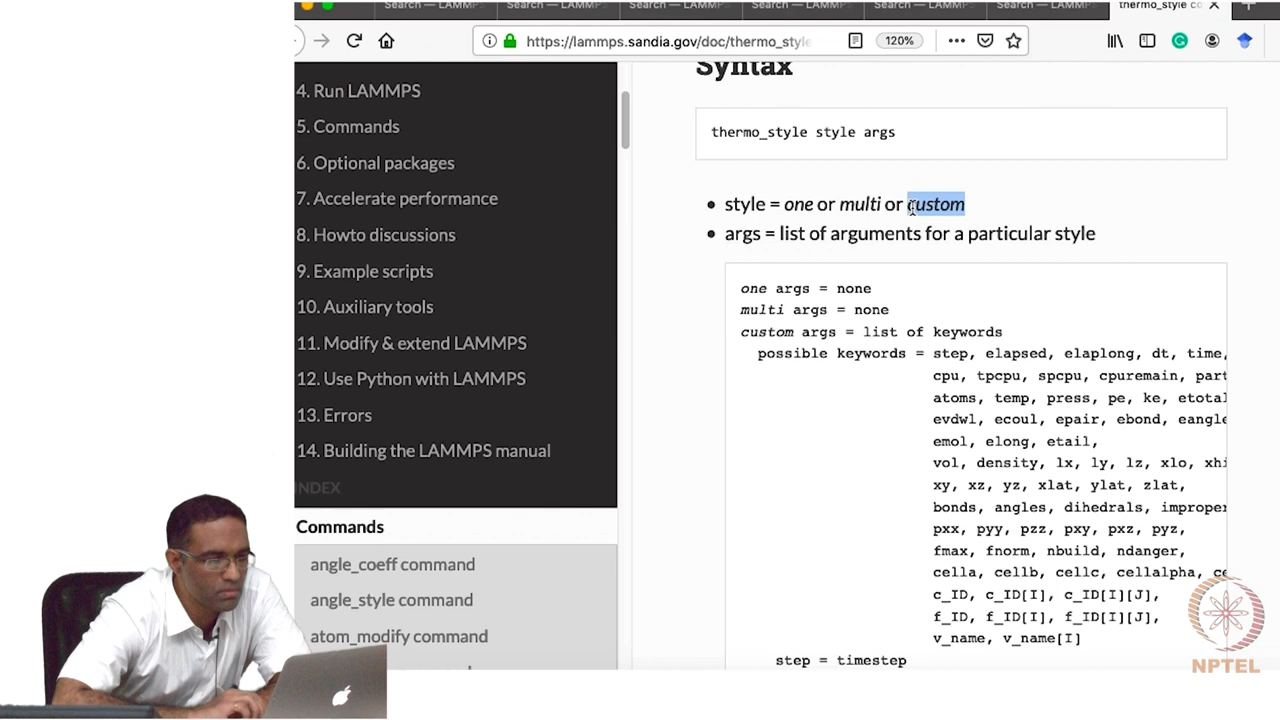 Search — LAMMPS
Search — LAMMPS
Search — LAMMPS
Search — LAMMPS
Search — LAMMPS
Search — LAMMPS
thermo_style co
https://lammps.sandia.gov/doc/thermo_style
120%
4. Run LAMMPS
5. Commands
6. Optional packages
7. Accelerate performance
8. Howto discussions
9. Example scripts
10. Auxiliary tools
11. Modify & extend LAMMPS
12. Use Python with LAMMPS
13. Errors
14. Building the LAMMPS manual
INDEX
Commands
angle_coeff command
angle_style command
atom_modify command
Syntax
thermo_style style args
• style = one or multi or custom
• args = list of arguments for a particular style
one args = none
multi args = none
custom args = list of keywords
possible keywords = step, elapsed, elaplong, dt, time,
cpu, tpcpu, spcpu, cpuremain, part
atoms, temp, press, pe, ke, etotal
evdwl, ecoul, epair, ebond, eangle
emol, elong, etail,
vol, density, lx, ly, lz, xlo, xhi
xy, xz, yz, xlat, ylat, zlat,
bonds, angles, dihedrals, improper
pxx, pyy, pzz, pxy, pxz, pyz,
fmax, fnorm, nbuild, ndanger,
cella, cellb, cellc, cellalpha, ce
c_ID, c_ID[I], c_ID[I][J],
f_ID, f_ID[I], f_ID[I][J],
v_name, v_name[I]
step = timestep
NPTEL